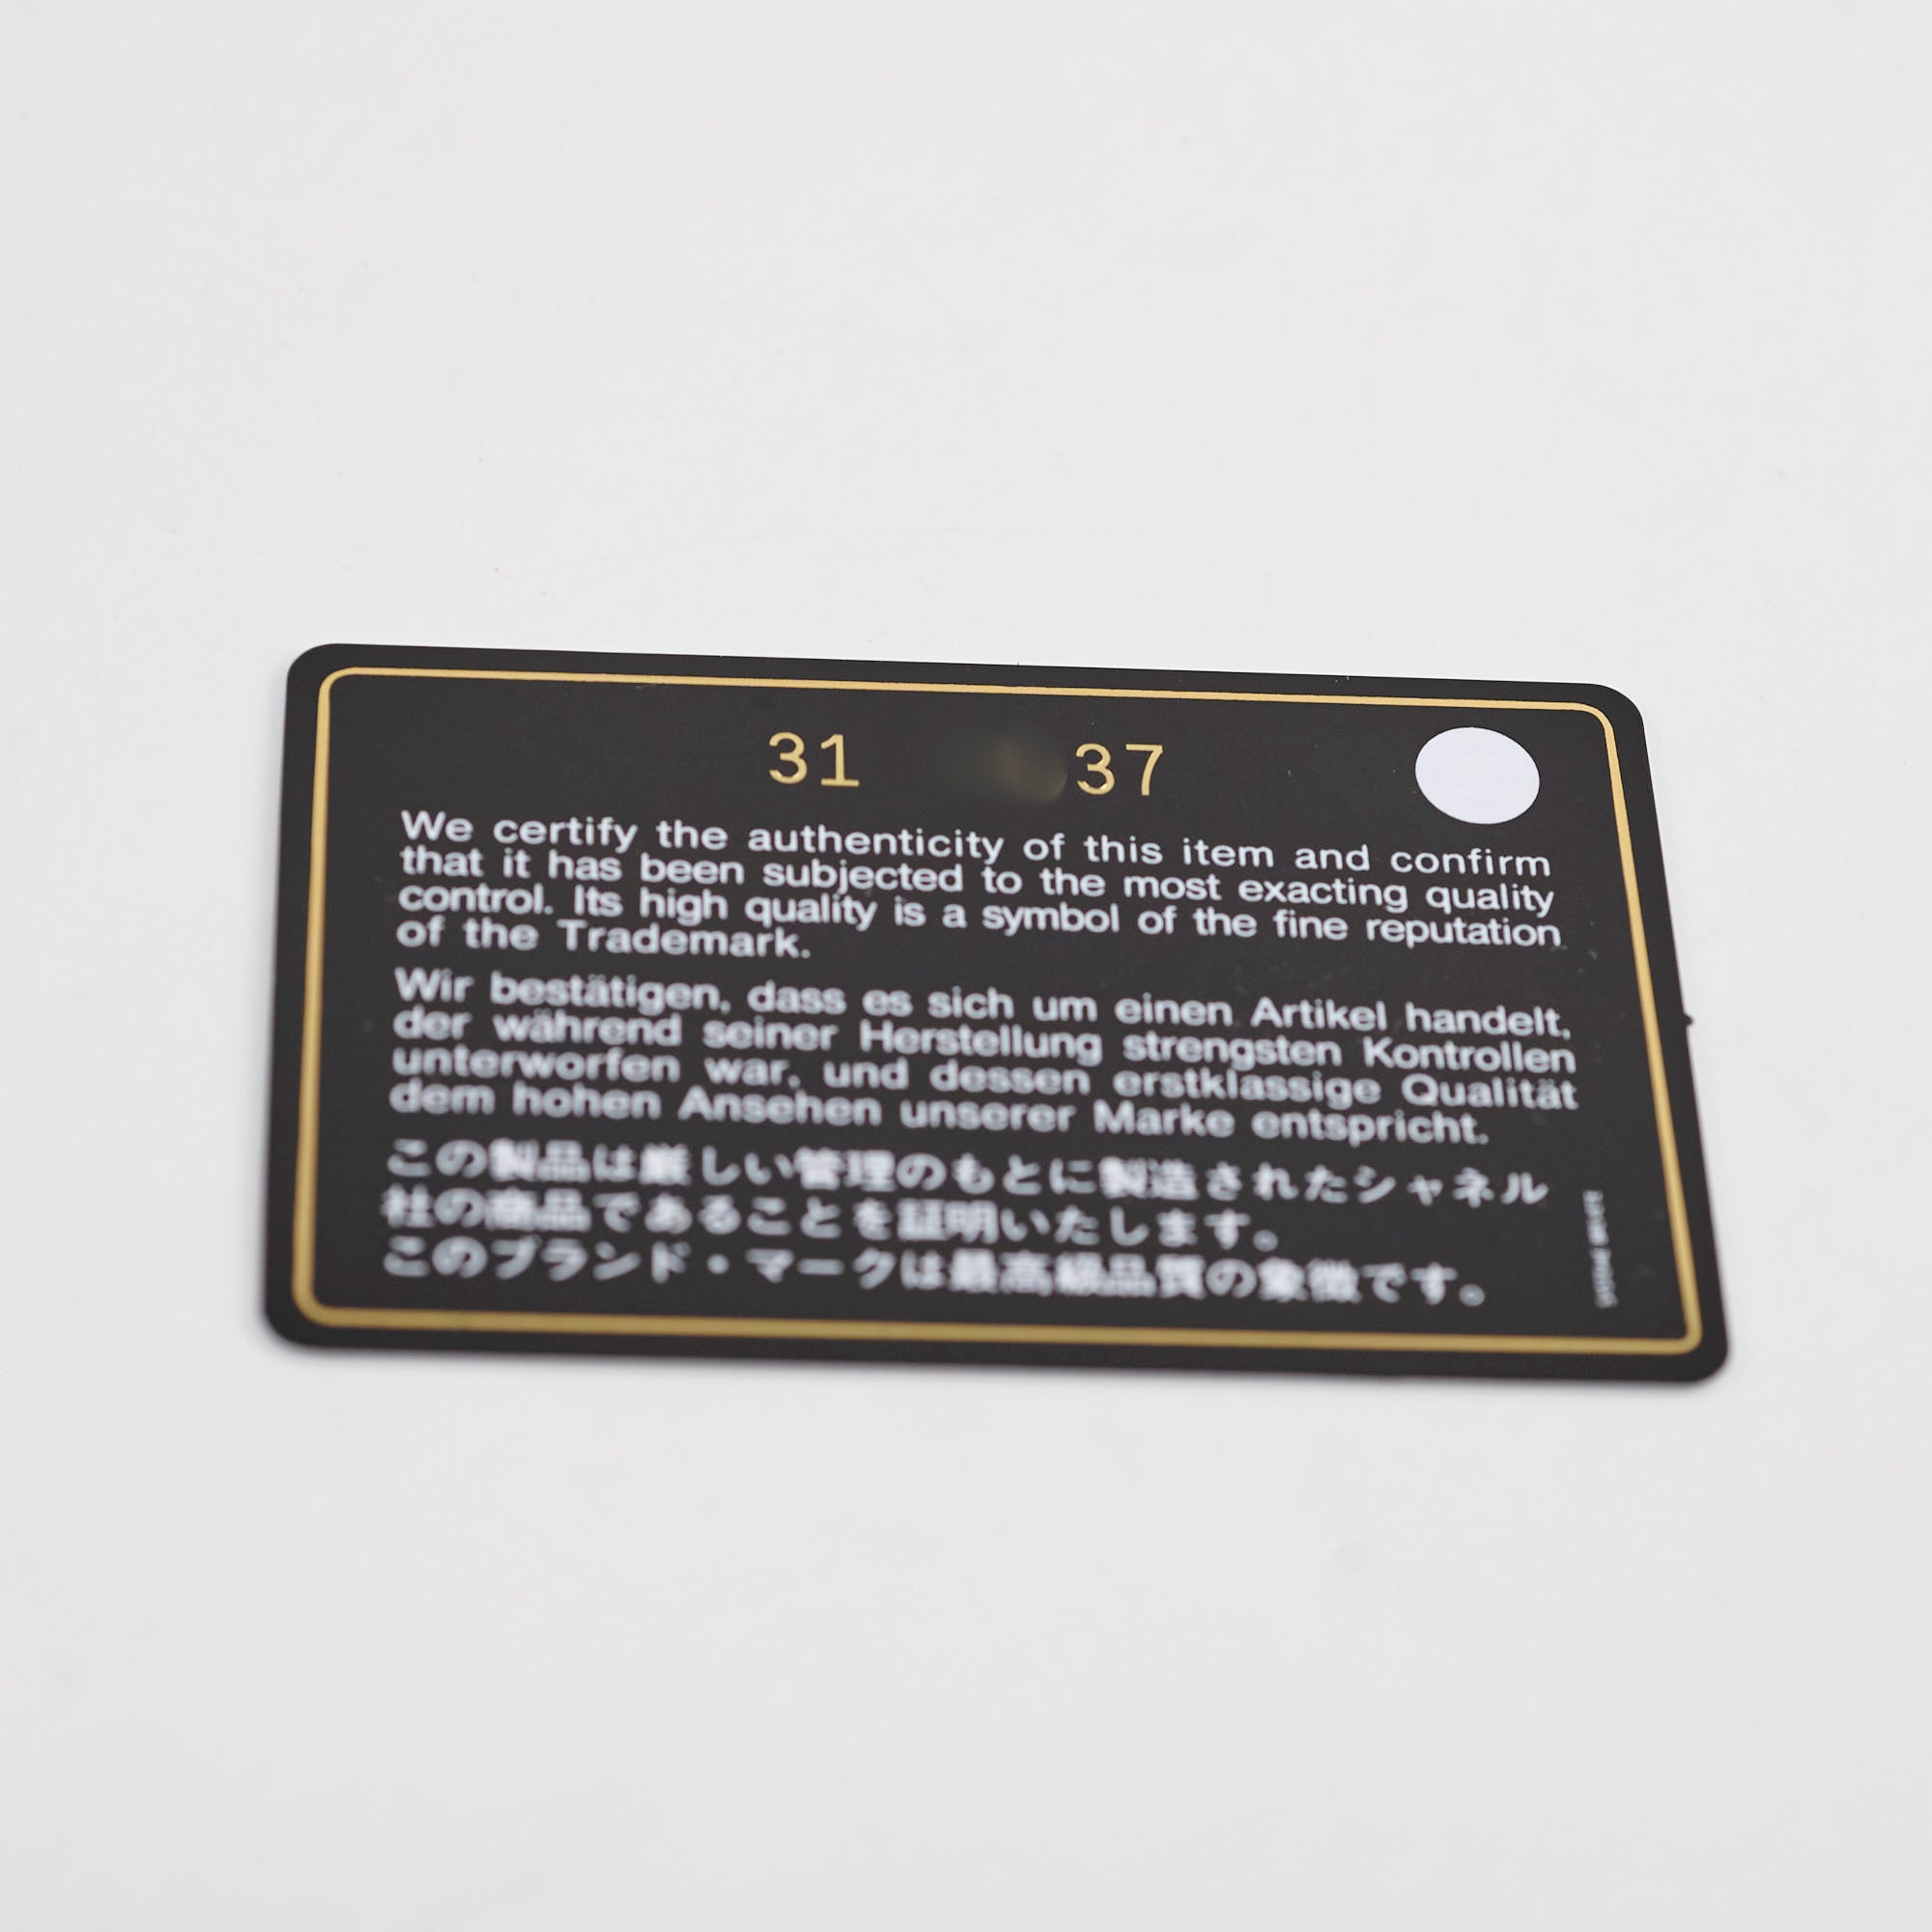 31 37
We certify the authenticity of this item and confirm
that it has been subjected to the most exacting quality
control. Its high quality is a symbol of the fine reputation
of the Trademark.
Wir bestätigen, dass es sich um einen Artikel handelt,
der während seiner Herstellung strengsten Kontrollen
unterworfen war, und dessen erstklassige Qualität
dem hohen Ansehen unserer Marke entspricht.
この製品は厳しい管理のもとに製造されたシャネル
社の商品であることを証明いたします。
このブランド・マークは最高級品質の象徴です。